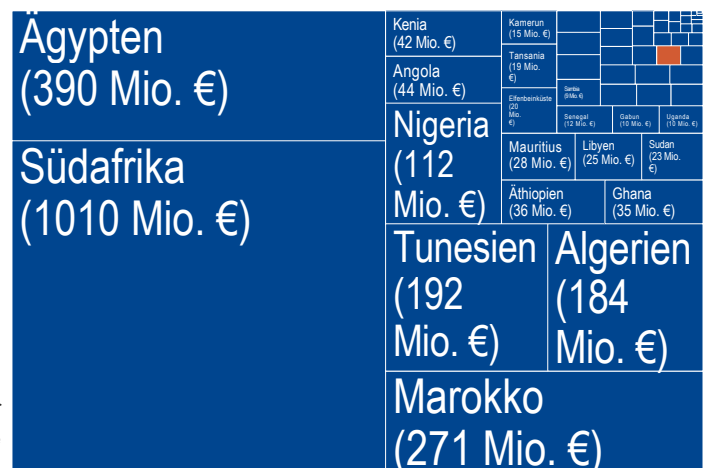 Ägypten
(390 Mio. €)
Südafrika
(1010 Mio. €)
Kenia
(42 Mio. €)
Angola
(44 Mio. €)
Nigeria
(112
Mio. €)
Kamerun
(15 Mio. €)
Tansania
(19 Mio.
€)
Elfenbeinküste
(20
Mio.
€)
Sambia
(9 Mio. €)
Senegal
(12 Mio. €)
Gabun
(10 Mio. €)
Uganda
(10 Mio. €)
Mauritius
(28 Mio. €)
Libyen
(25 Mio. €)
Sudan
(23 Mio.
€)
Äthiopien
(36 Mio. €)
Ghana
(35 Mio. €)
Tunesien
(192
Mio. €)
Algerien
(184
Mio. €)
Marokko
(271 Mio. €)